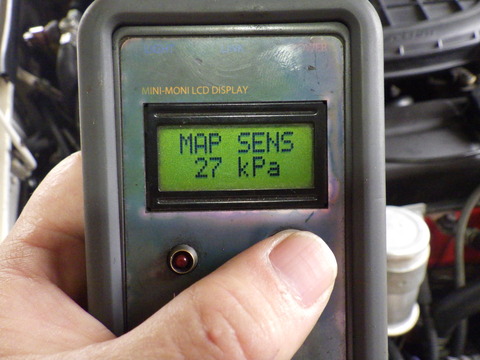 MINI-MONI LCD DISPLAY
MAP SENS
27 kPa